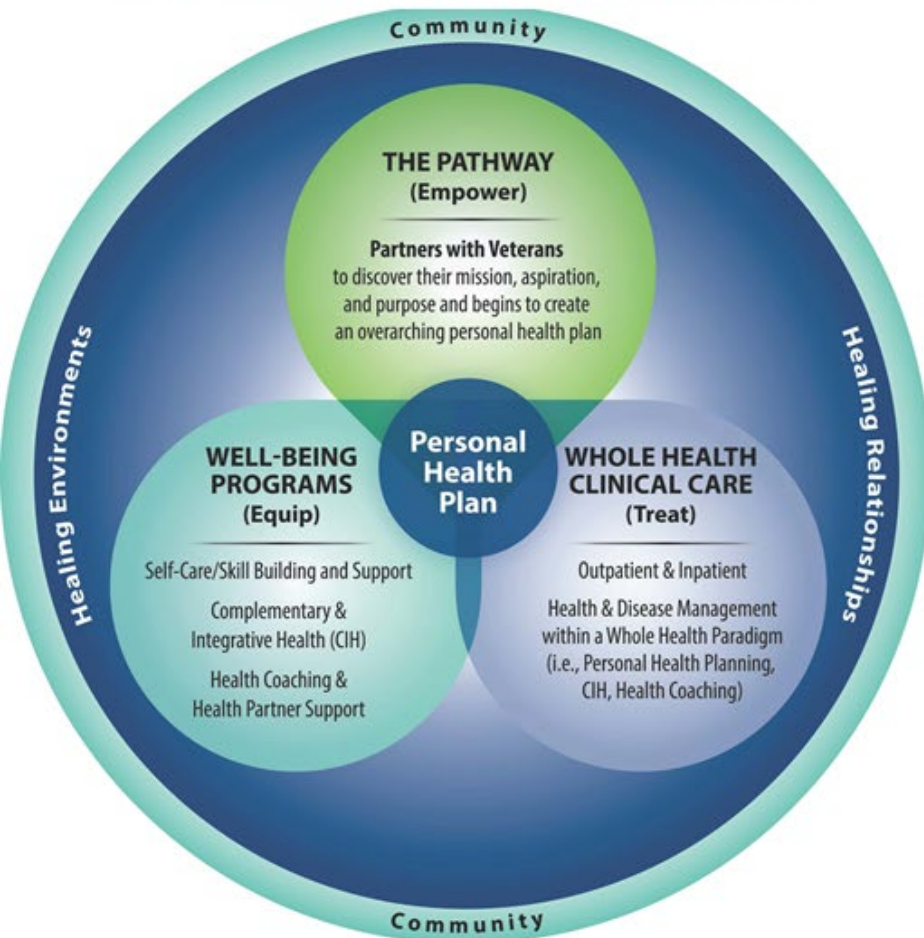 Community
THE PATHWAY
(Empower)
Partners with Veterans
to discover their mission, aspiration,
and purpose and begins to create
an overarching personal health plan
Healing Environments
Healing Relationships
Personal
Health
Plan
WELL-BEING
PROGRAMS
(Equip)
Self-Care/Skill Building and Support
Complementary &
Integrative Health (CIH)
Health Coaching &
Health Partner Support
WHOLE HEALTH
CLINICAL CARE
(Treat)
Outpatient & Inpatient
Health & Disease Management
within a Whole Health Paradigm
(i.e., Personal Health Planning,
CIH, Health Coaching)
Community